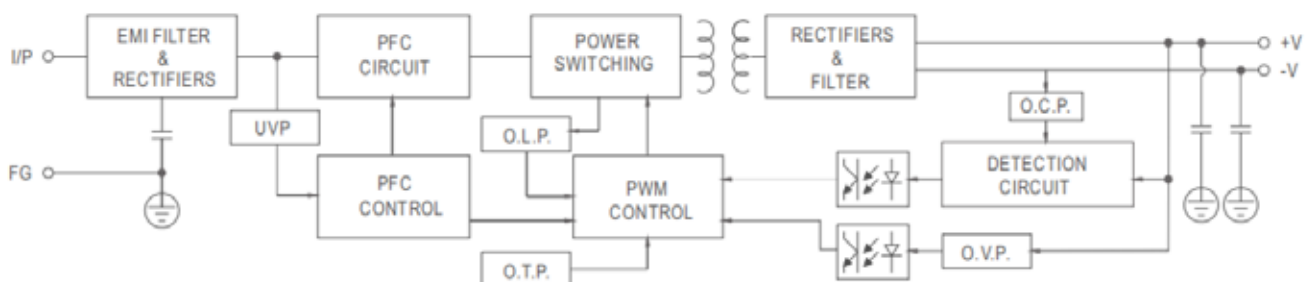 I/P
EMI FILTER
&
RECTIFIERS
PFC
CIRCUIT
POWER
SWITCHING
RECTIFIERS
&
FILTER
+V
-V
UVP
O.L.P.
O.C.P.
FG
PFC
CONTROL
PWM
CONTROL
DETECTION
CIRCUIT
O.T.P.
O.V.P.